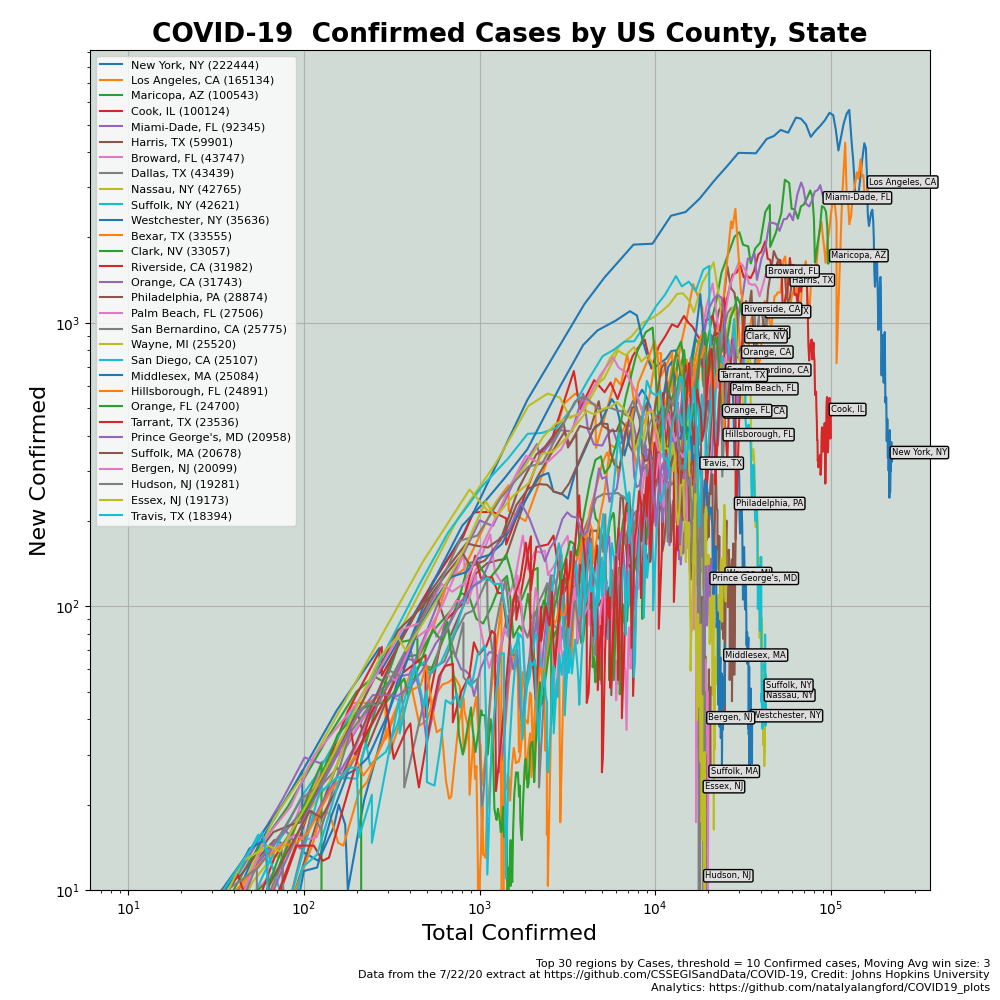 COVID-19  Confirmed Cases by US County, State
New York, NY (222444)
Los Angeles, CA (165134)
Maricopa, AZ (100543)
Cook, IL (100124)
Miami-Dade, FL (92345)
Harris, TX (59901)
Broward, FL (43747)
Dallas, TX (43439)
Nassau, NY (42765)
Suffolk, NY (42621)
Westchester, NY (35636)
Bexar, TX (33555)
Clark, NV (33057)
Riverside, CA (31982)
Orange, CA (31743)
Philadelphia, PA (28874)
Palm Beach, FL (27506)
San Bernardino, CA (25775)
Wayne, MI (25520)
San Diego, CA (25107)
Middlesex, MA (25084)
Hillsborough, FL (24891)
Orange, FL (24700)
Tarrant, TX (23536)
Prince George's, MD (20958)
Suffolk, MA (20678)
Bergen, NJ (20099)
Hudson, NJ (19281)
Essex, NJ (19173)
Travis, TX (18394)
Los Angeles, CA
Miami-Dade, FL
Maricopa, AZ
Broward, FL
Harris, TX
Riverside, CA
Clark, NV
Orange, CA
Tarrant, TX
Palm Beach, FL
Orange, FL
CA
Cook, IL
Hillsborough, FL
New York, NY
Travis, TX
Philadelphia, PA
Prince George's, MD
Middlesex, MA
Suffolk, NY
Nassau, NY
Bergen, NJ
Westchester, NY
Suffolk, MA
Essex, NJ
Hudson, NJ
10³
10²
10¹
10¹
10²
10³
10⁴
10⁵
New Confirmed
Total Confirmed
Top 30 regions by Cases, threshold = 10 Confirmed cases, Moving Avg win size: 3
Data from the 7/22/20 extract at https://github.com/CSSEGISandData/COVID-19, Credit: Johns Hopkins University
Analytics: https://github.com/natalyalangford/COVID19_plots